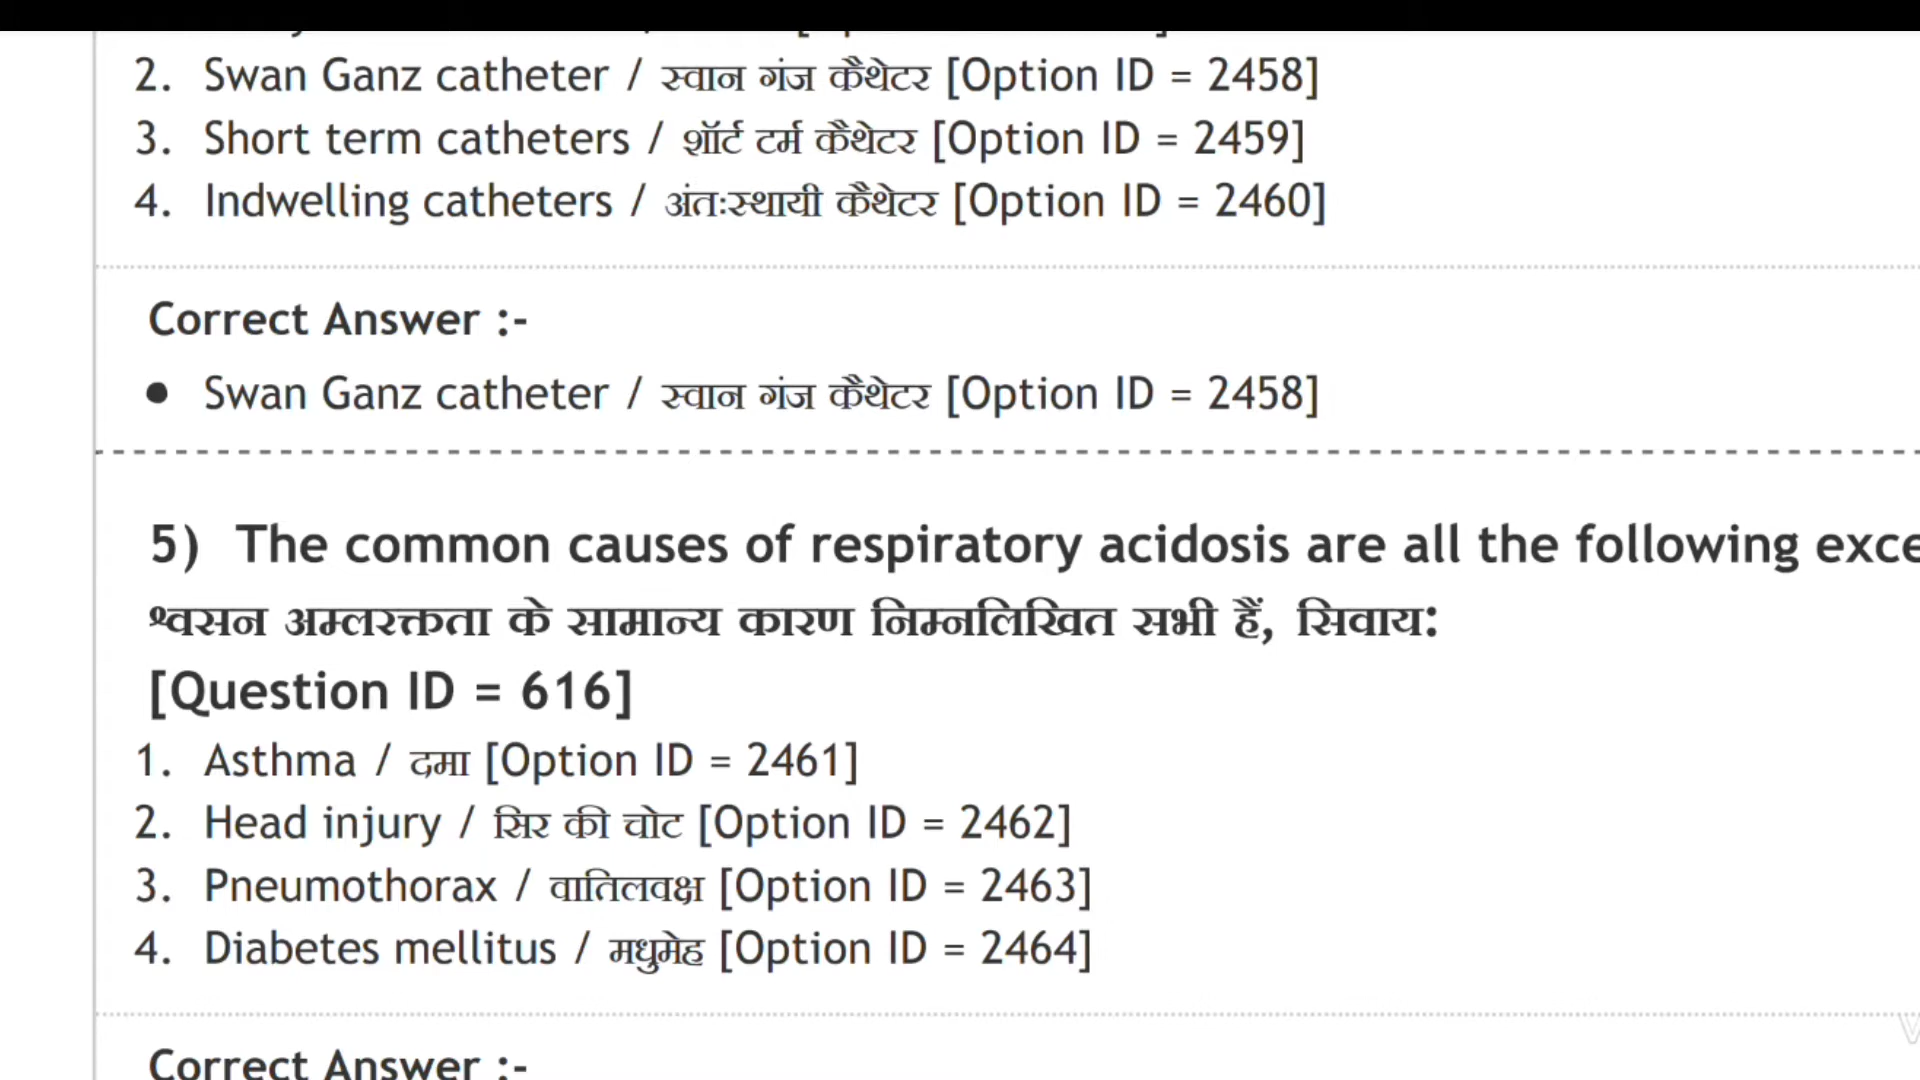 2. Swan Ganz catheter / स्वान गंज कैथेटर [Option ID = 2458]
3. Short term catheters / शॉर्ट टर्म कैथेटर [Option ID = 2459]
4. Indwelling catheters / अंतःस्थायी कैथेटर [Option ID = 2460]
Correct Answer :-
● Swan Ganz catheter / स्वान गंज कैथेटर [Option ID = 2458]
5) The common causes of respiratory acidosis are all the following exce
श्वसन अम्लरक्तता के सामान्य कारण निम्नलिखित सभी हैं, सिवाय:
[Question ID = 616]
1. Asthma / दमा [Option ID = 2461]
2. Head injury / सिर की चोट [Option ID = 2462]
3. Pneumothorax / वातिलवक्ष [Option ID = 2463]
4. Diabetes mellitus / मधुमेह [Option ID = 2464]
Correct Answer :-